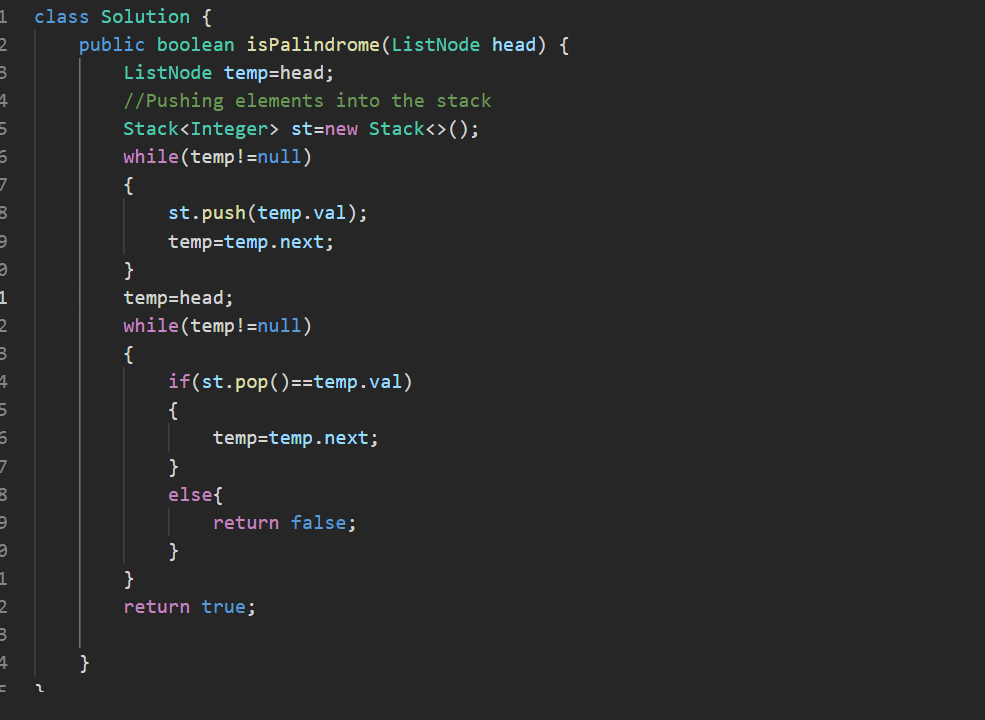 1 class Solution {
2 public boolean isPalindrome(ListNode head) {
3 ListNode temp=head;
4 //Pushing elements into the stack
5 Stack<Integer> st=new Stack<>();
6 while(temp!=null)
7 {
8 st.push(temp.val);
9 temp=temp.next;
0 }
1 temp=head;
2 while(temp!=null)
3 {
4 if(st.pop()==temp.val)
5 {
6 temp=temp.next;
7 }
8 else{
9 return false;
0 }
1 }
2 return true;
3
4 }
5 }